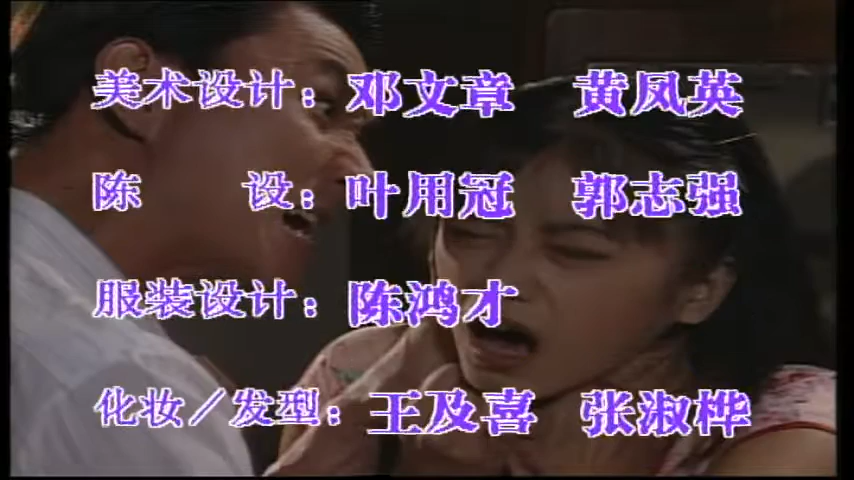 美术设计：邓文章 黄凤英
陈 设：叶用冠 郭志强
服装设计：陈鸿才
化妆／发型：王及喜 张淑桦